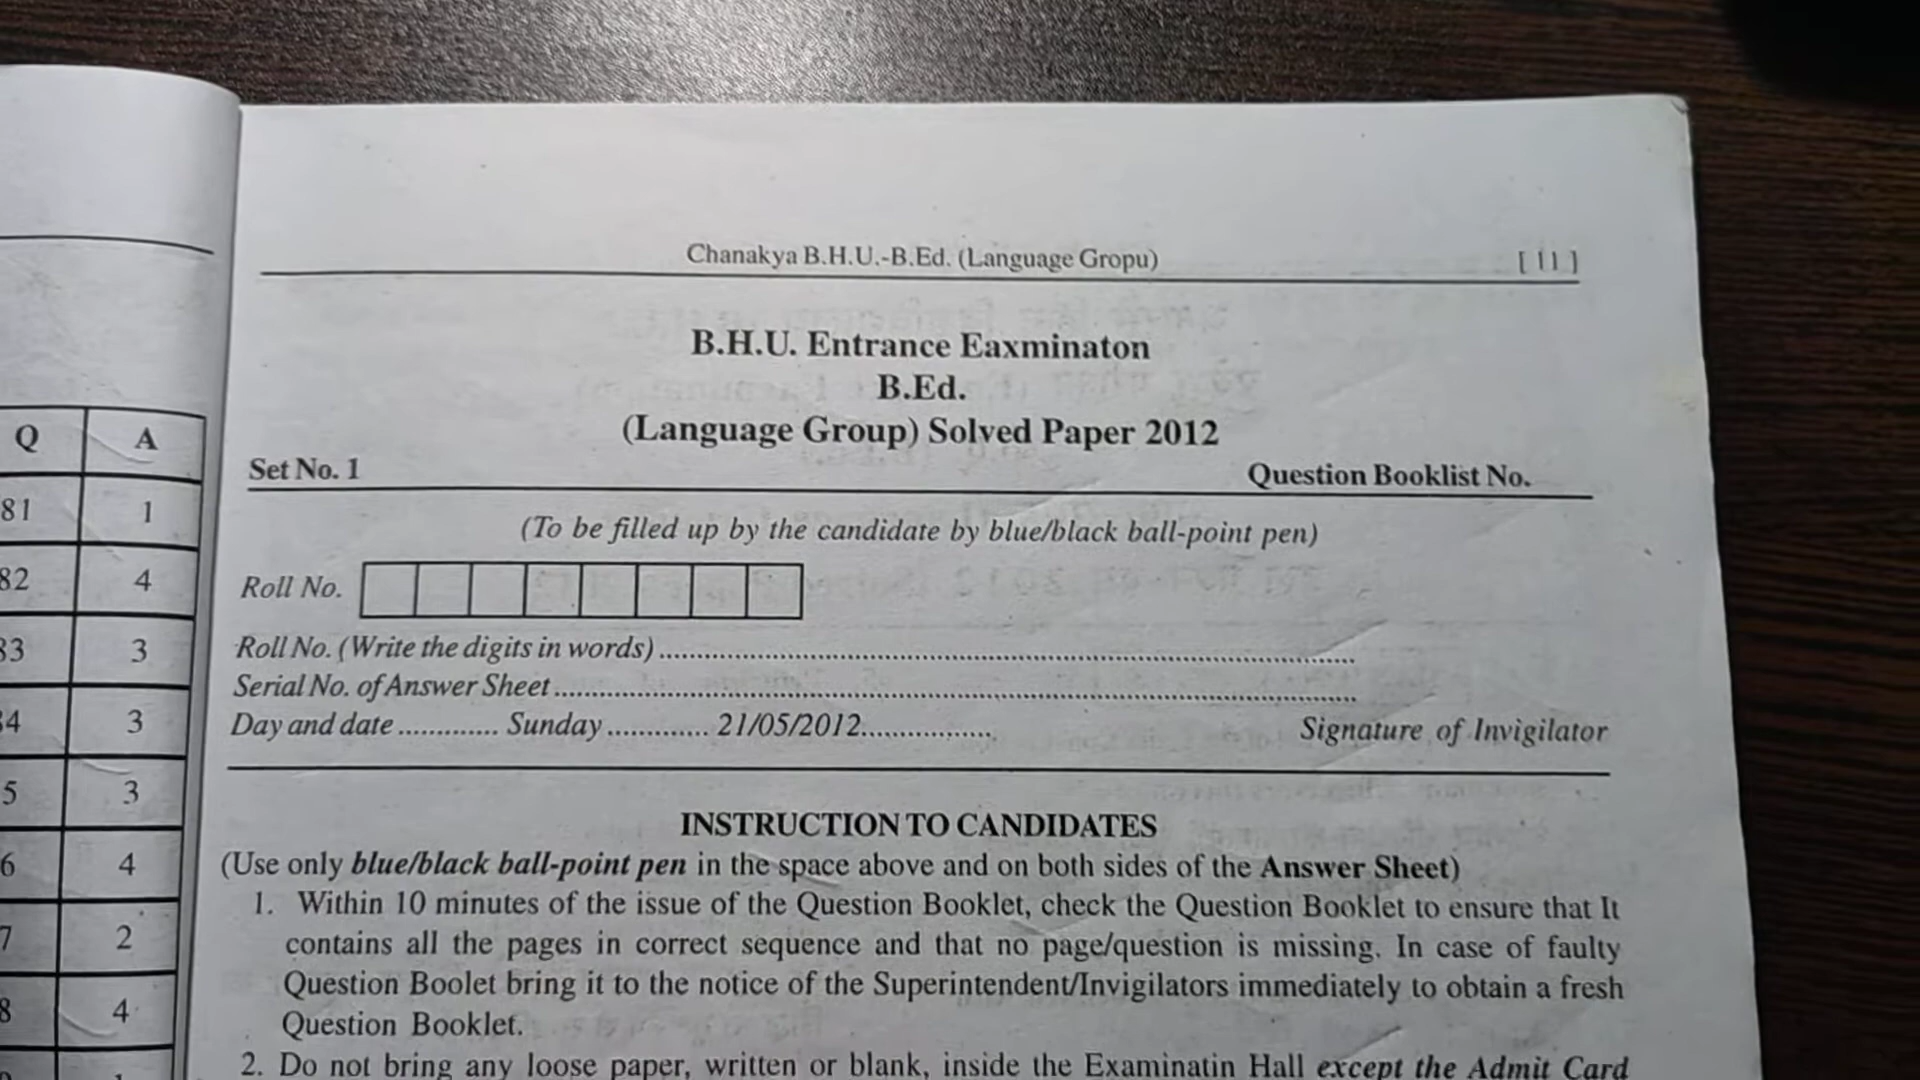 Chanakya B.H.U.-B.Ed. (Language Gropu) [ 11 ]
B.H.U. Entrance Eaxminaton
B.Ed.
(Language Group) Solved Paper 2012
Set No. 1 Question Booklist No.
(To be filled up by the candidate by blue/black ball-point pen)
Roll No.
Roll No. (Write the digits in words)
Serial No. of Answer Sheet
Day and date ............. Sunday ............. 21/05/2012................. Signature of Invigilator
INSTRUCTION TO CANDIDATES
(Use only blue/black ball-point pen in the space above and on both sides of the Answer Sheet)
1. Within 10 minutes of the issue of the Question Booklet, check the Question Booklet to ensure that It
contains all the pages in correct sequence and that no page/question is missing. In case of faulty
Question Boolet bring it to the notice of the Superintendent/Invigilators immediately to obtain a fresh
Question Booklet.
2. Do not bring any loose paper, written or blank, inside the Examinatin Hall except the Admit Card
Q A
81 1
82 4
83 3
84 3
5 3
6 4
7 2
8 4